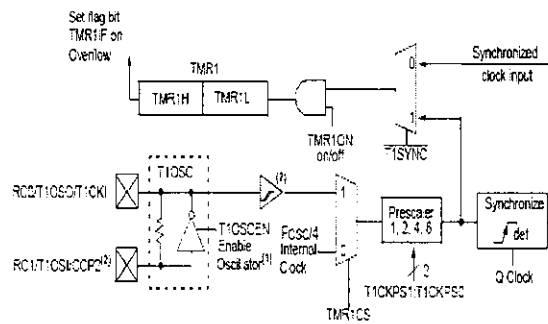 Set flag bit
TMR1IF on
Overflow
TMR1
TMR1H
TMR1L
0
Synchronized
clock input
1
TMR1ON
on/off
T1SYNC
T1OSC
(2)
RC0/T1OSO/T1CKI
1
Prescaler
1, 2, 4, 8
Synchronize
det
T1OSCEN
Enable
Oscillator(1)
FOSC/4
Internal
Clock
RC1/T1OSI/CCP2(2)
2
Q Clock
T1CKPS1:T1CKPS0
TMR1CS